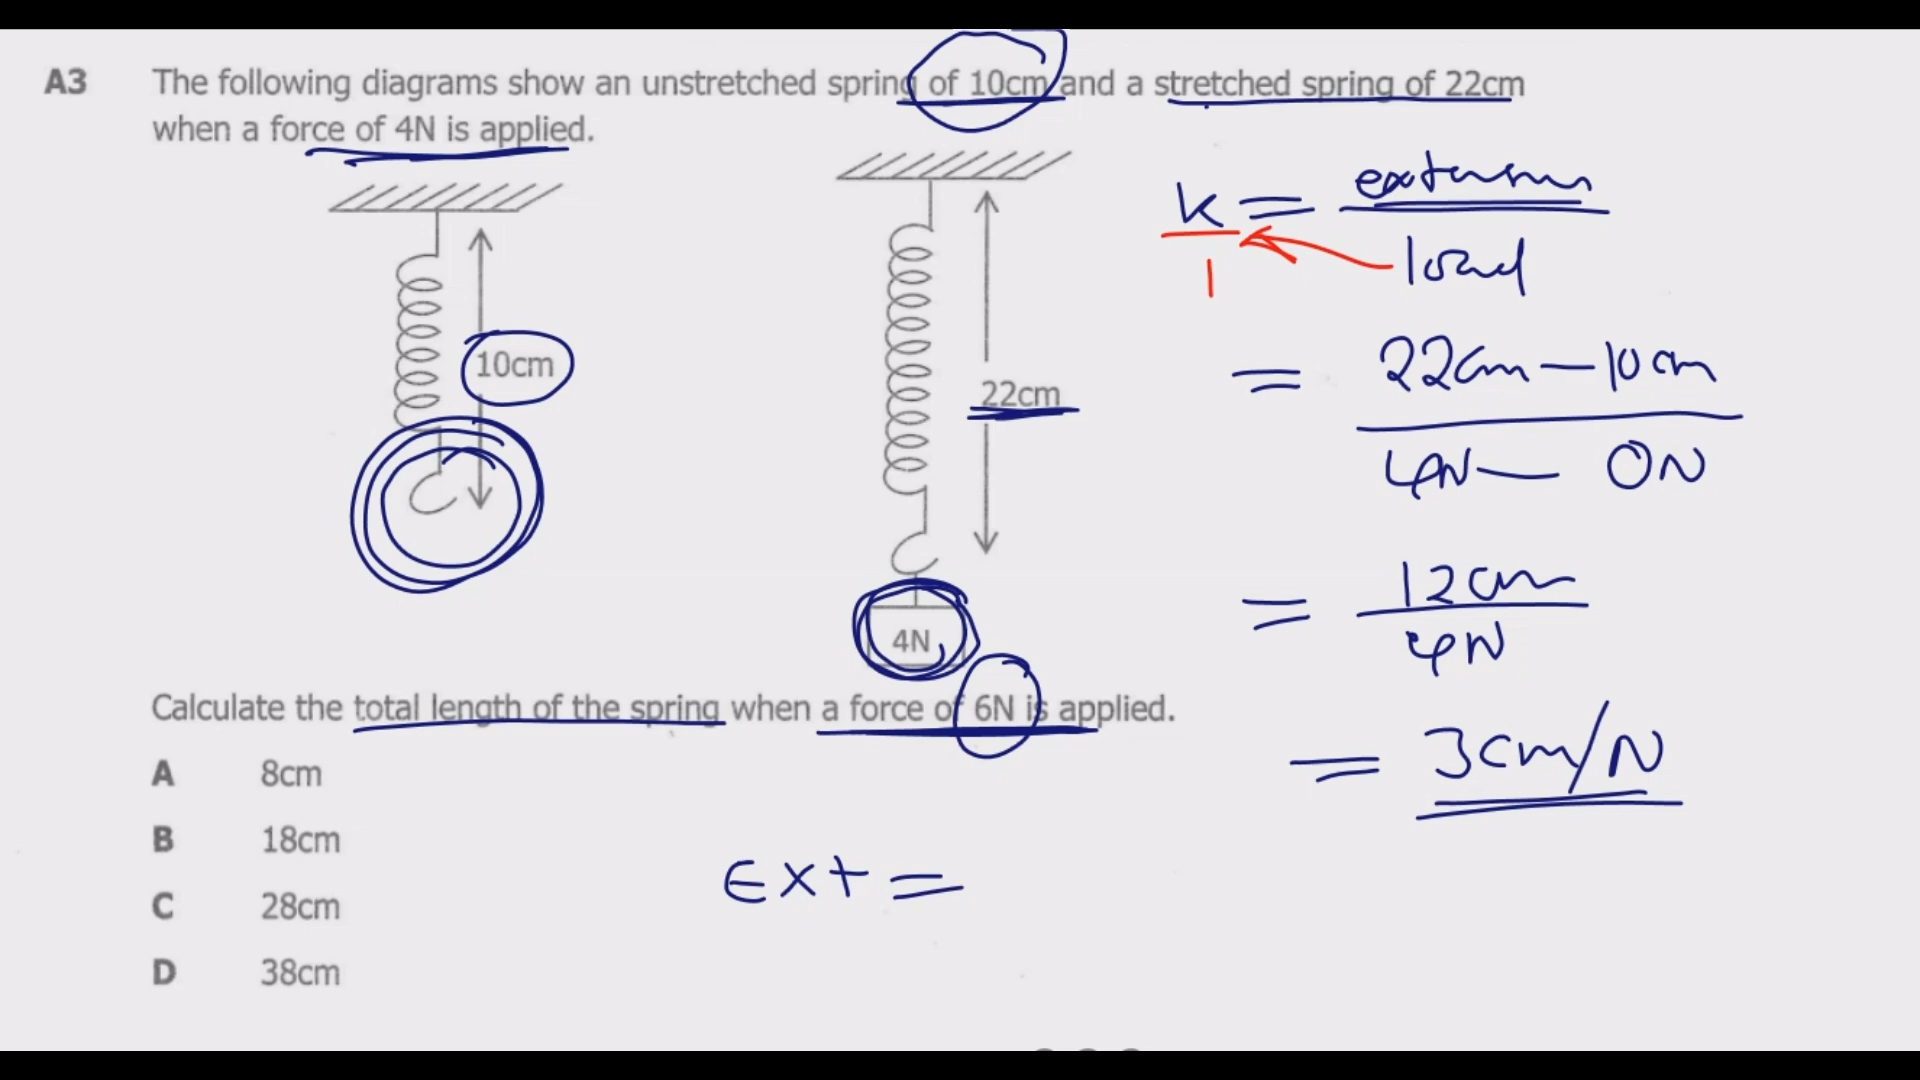 A3 The following diagrams show an unstretched spring of 10cm and a stretched spring of 22cm
when a force of 4N is applied.
10cm
22cm
4N
k = extension
1 load
= 22cm - 10cm
4N - 0N
= 12cm
4N
= 3cm/N
Calculate the total length of the spring when a force of 6N is applied.
A 8cm
B 18cm
C 28cm
D 38cm
Ext =